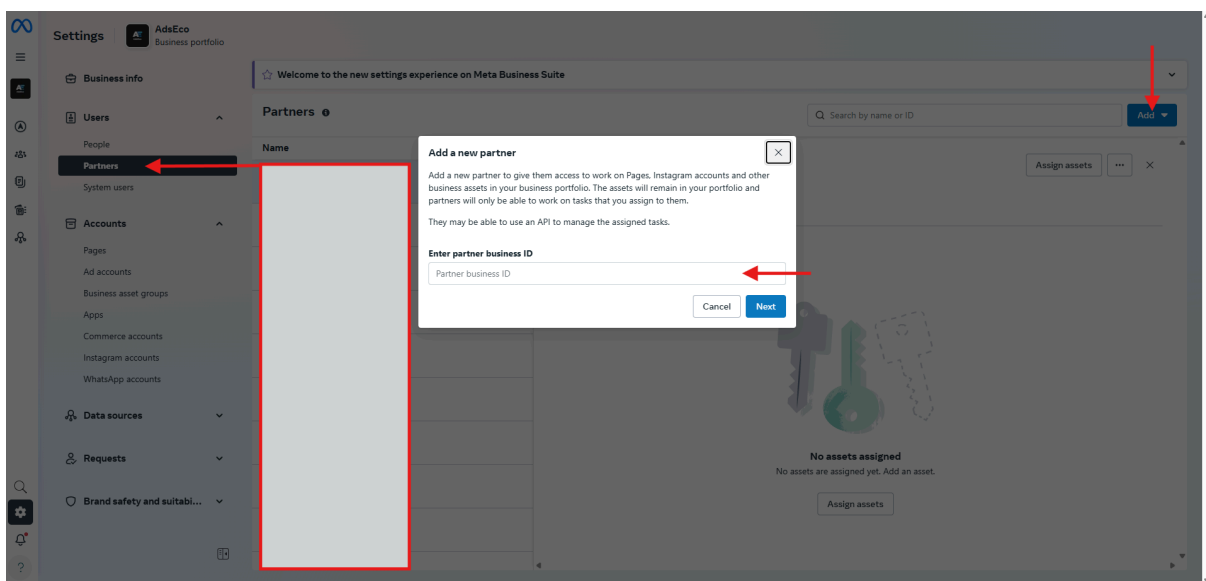 Settings
AdsEco
Business portfolio
Business info
Users
People
Partners
System users
Accounts
Pages
Ad accounts
Business asset groups
Apps
Commerce accounts
Instagram accounts
WhatsApp accounts
Data sources
Requests
Brand safety and suitabi...
Welcome to the new settings experience on Meta Business Suite
Partners
Search by name or ID
Add
Name
Assign assets
Add a new partner
Add a new partner to give them access to work on Pages, Instagram accounts and other
business assets in your business portfolio. The assets will remain in your portfolio and
partners will only be able to work on tasks that you assign to them.
They may be able to use an API to manage the assigned tasks.
Enter partner business ID
Partner business ID
Cancel
Next
No assets assigned
No assets are assigned yet. Add an asset.
Assign assets